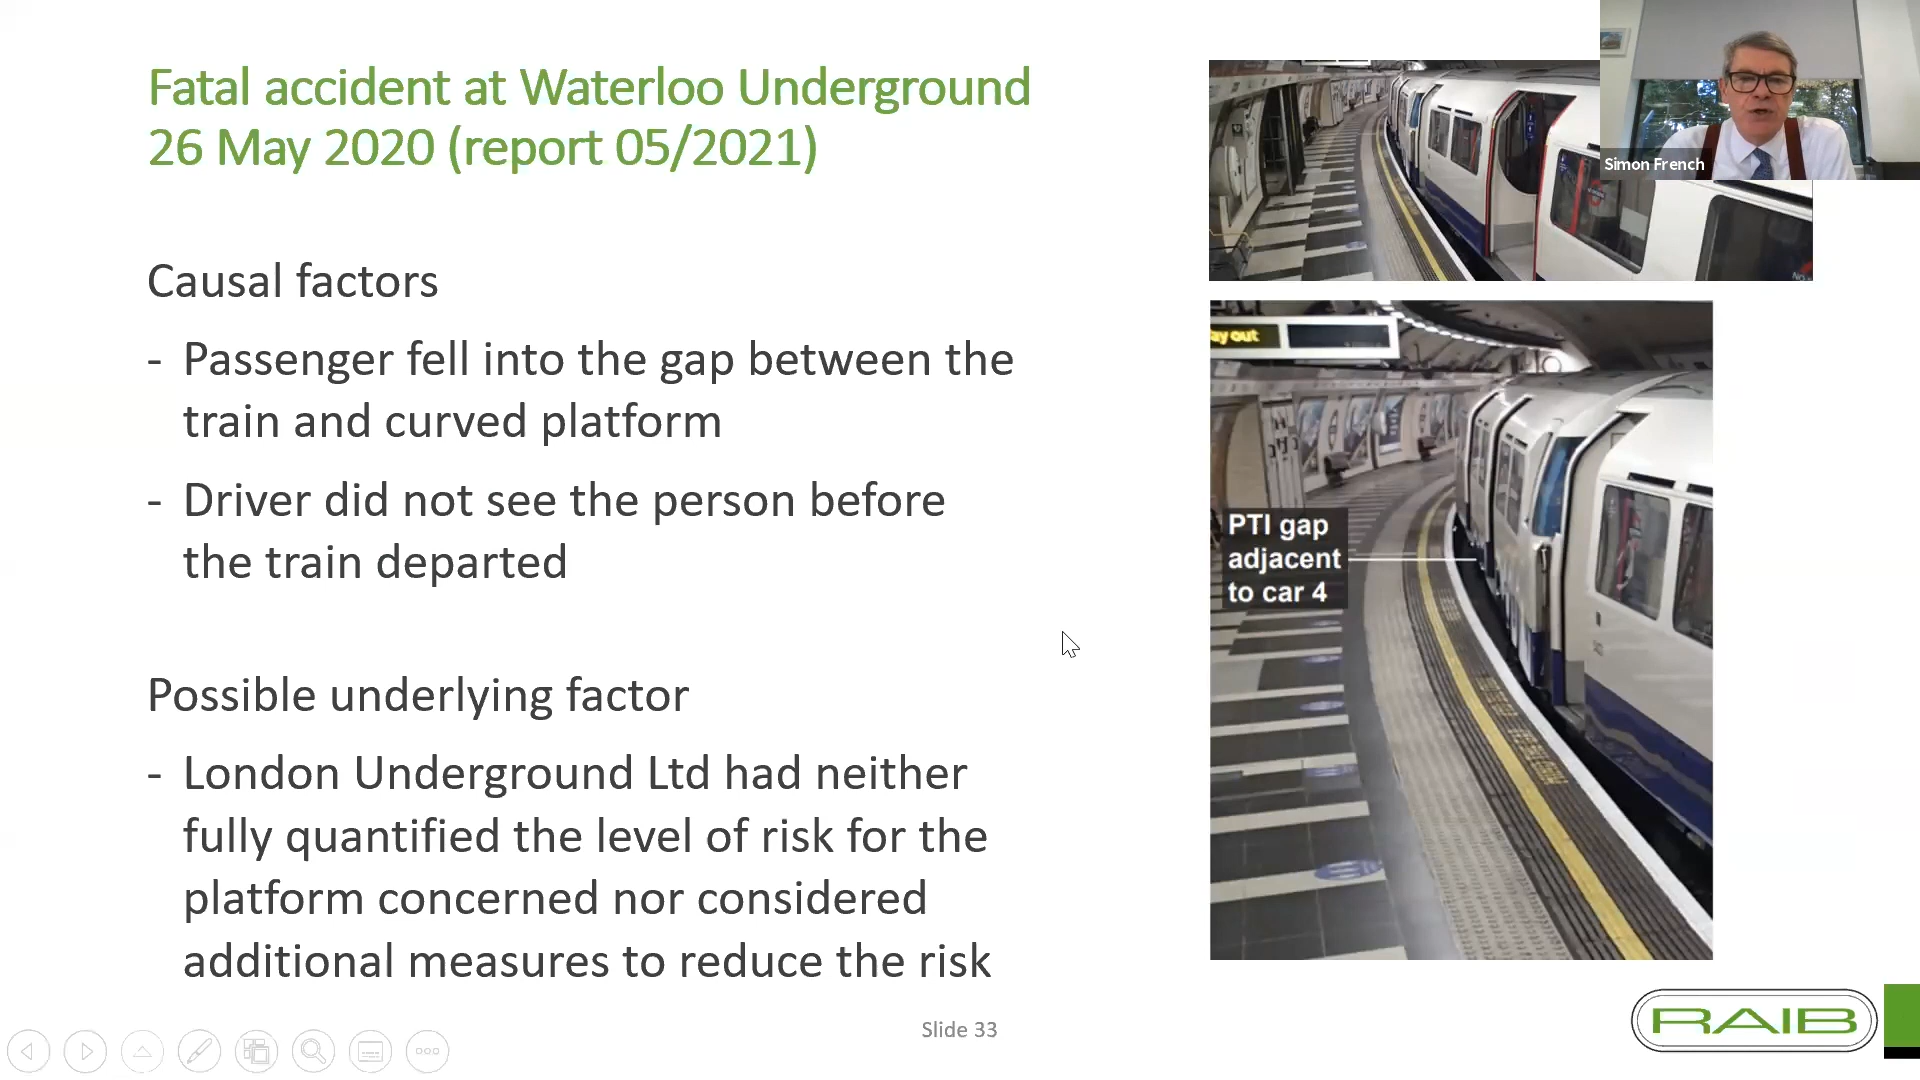 Fatal accident at Waterloo Underground
26 May 2020 (report 05/2021)
Simon French
Causal factors
- Passenger fell into the gap between the
train and curved platform
- Driver did not see the person before
the train departed
Possible underlying factor
- London Underground Ltd had neither
fully quantified the level of risk for the
platform concerned nor considered
additional measures to reduce the risk
ay out
PTI gap
adjacent
to car 4
Slide 33
RAIB